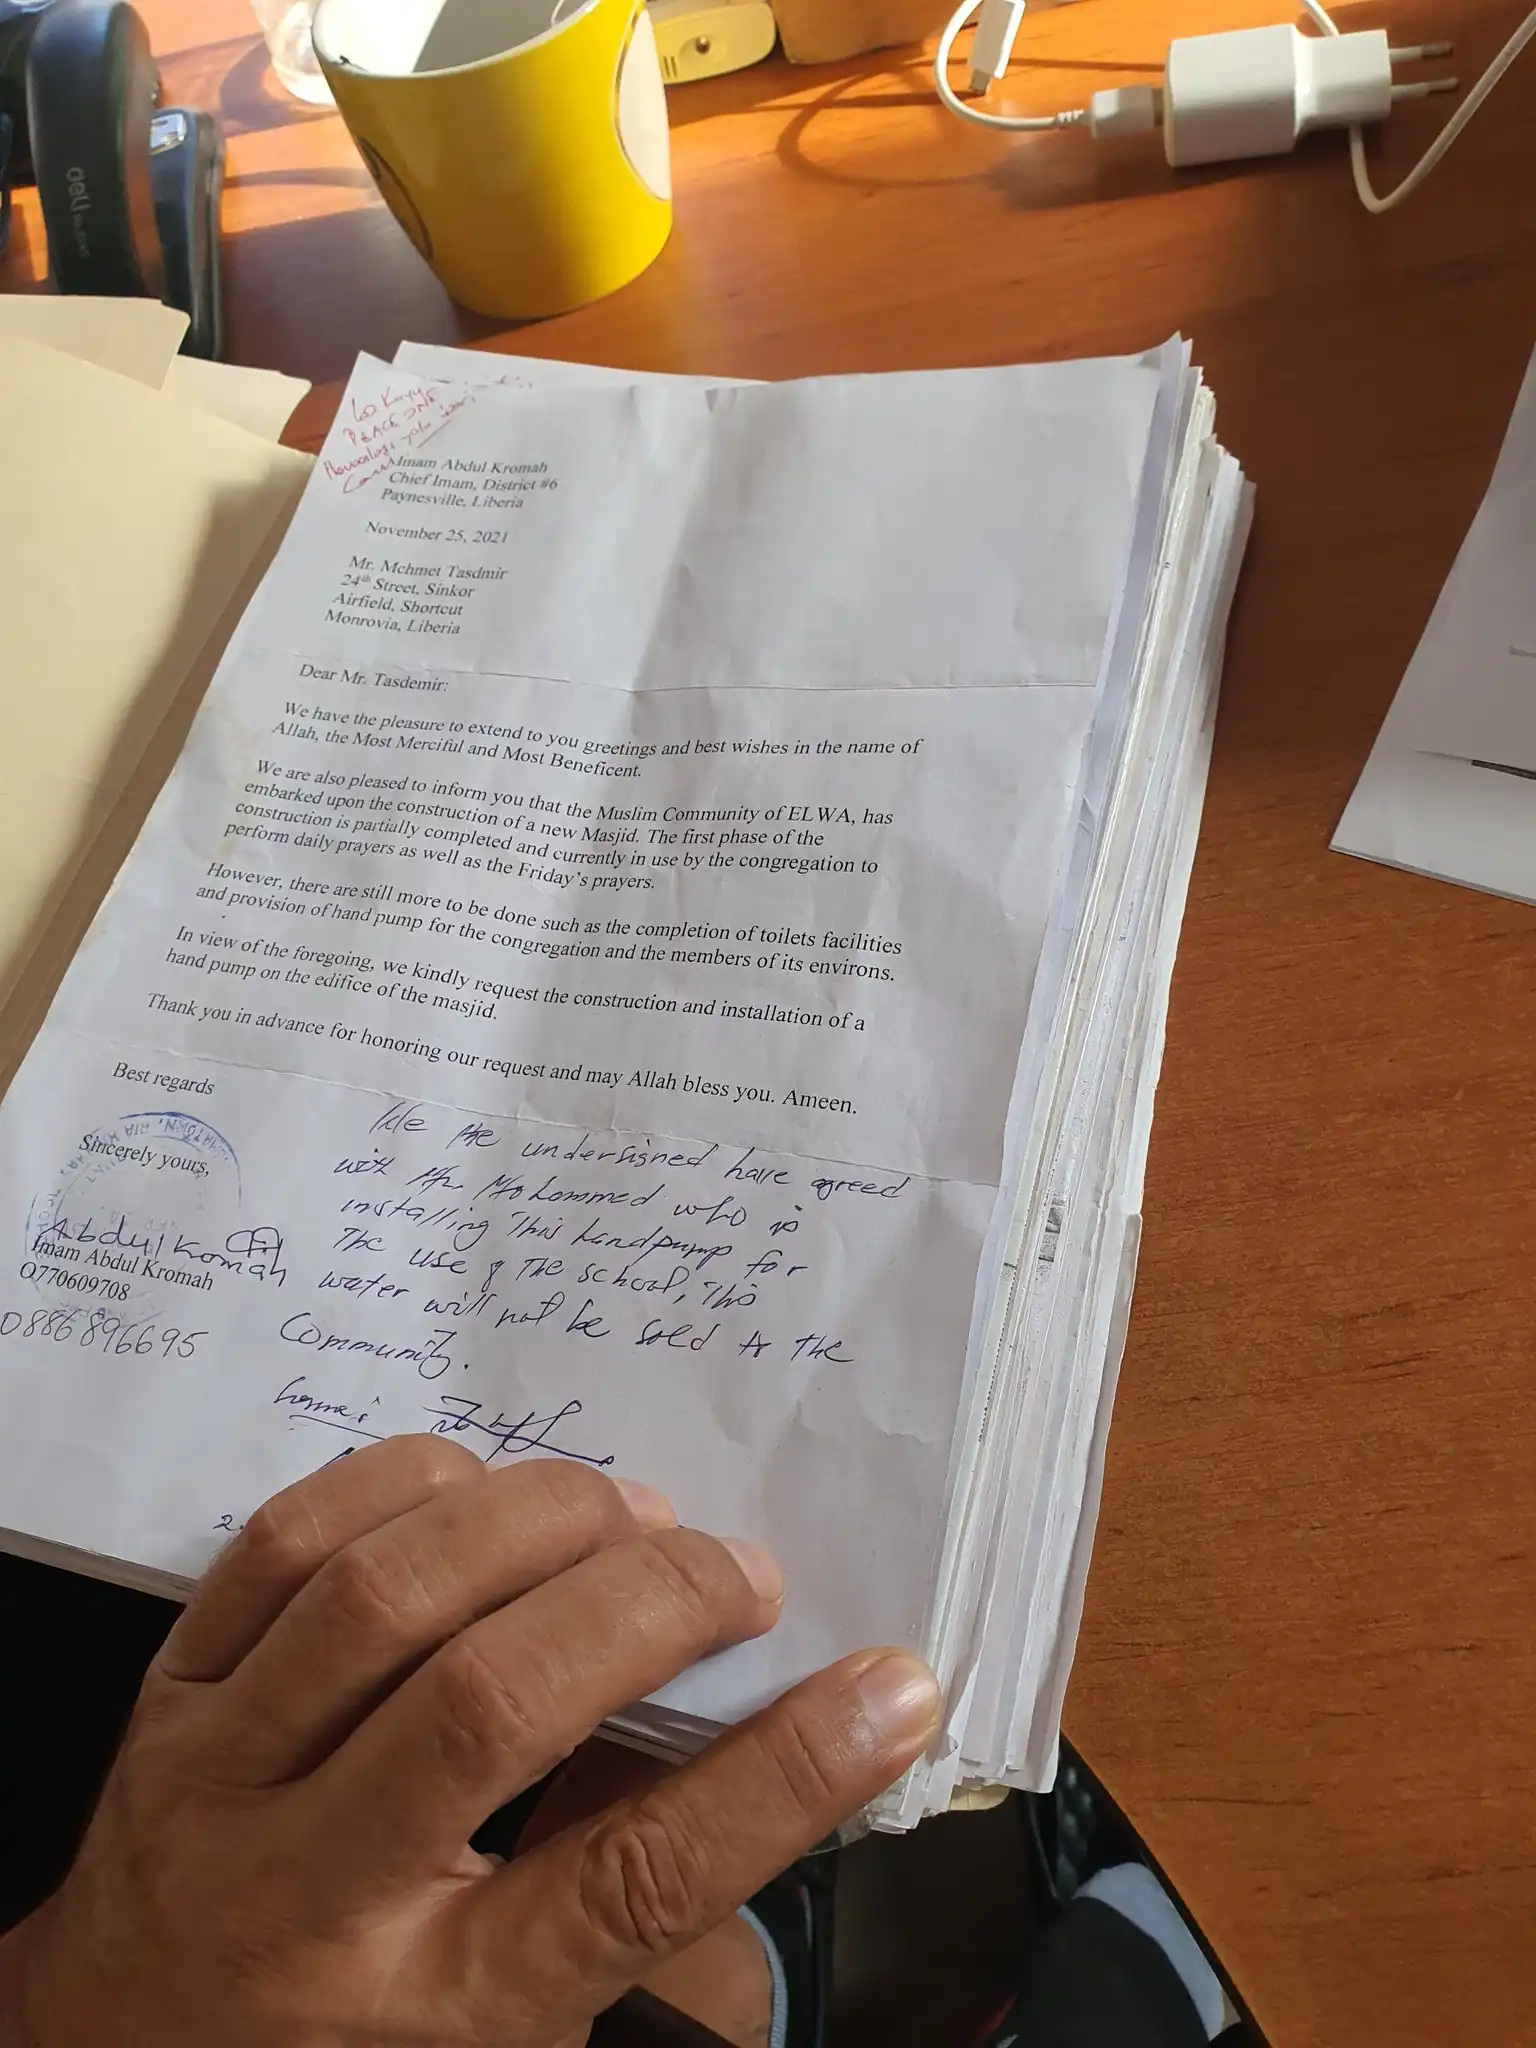 deli
PEACE ONE
Imam Abdul Kromah
Chief Imam, District #6
Paynesville, Liberia
November 25, 2021
Mr. Mchmet Tasdmir
24th Street, Sinkor
Airfield, Shortcut
Monrovia, Liberia
Dear Mr. Tasdemir:
We have the pleasure to extend to you greetings and best wishes in the name of
Allah, the Most Merciful and Most Beneficent.
We are also pleased to inform you that the Muslim Community of ELWA, has
embarked upon the construction of a new Masjid. The first phase of the
construction is partially completed and currently in use by the congregation to
perform daily prayers as well as the Friday's prayers.
However, there are still more to be done such as the completion of toilets facilities
and provision of hand pump for the congregation and the members of its environs.
In view of the foregoing, we kindly request the construction and installation of a
hand pump on the edifice of the masjid.
Thank you in advance for honoring our request and may Allah bless you. Ameen.
Best regards
Sincerely yours,
Abdul Kromah
Imam Abdul Kromah
O770609708
0886896695
We the undersigned have agreed
with Mr. Mohammed who is
installing This handpump for
The use of The school, This
water will not be sold to the
Community.
2.